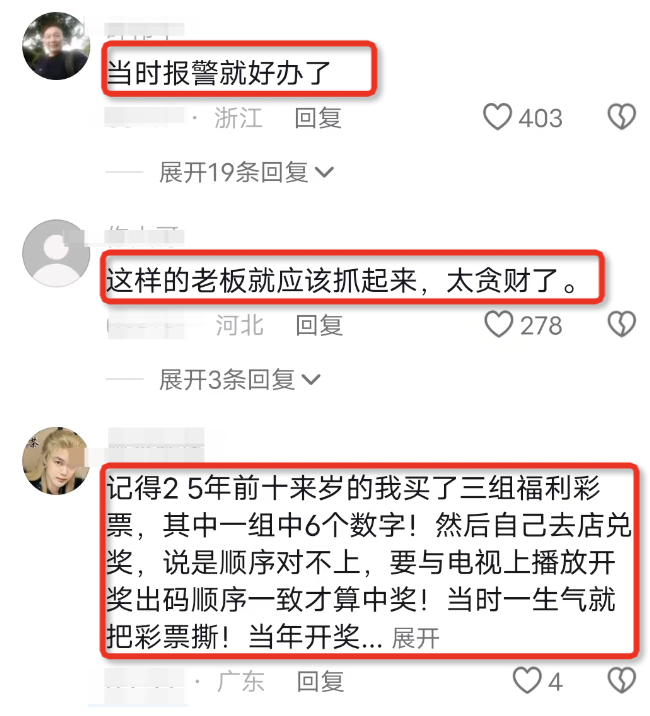 当时报警就好办了
· 浙江 回复 403
展开19条回复
这样的老板就应该抓起来，太贪财了。
河北 回复 278
展开3条回复
记得2 5年前十来岁的我买了三组福利彩
票，其中一组中6个数字！然后自己去店兑
奖，说是顺序对不上，要与电视上播放开
奖出码顺序一致才算中奖！当时一生气就
把彩票撕！当年开奖... 展开
· 广东 回复 4